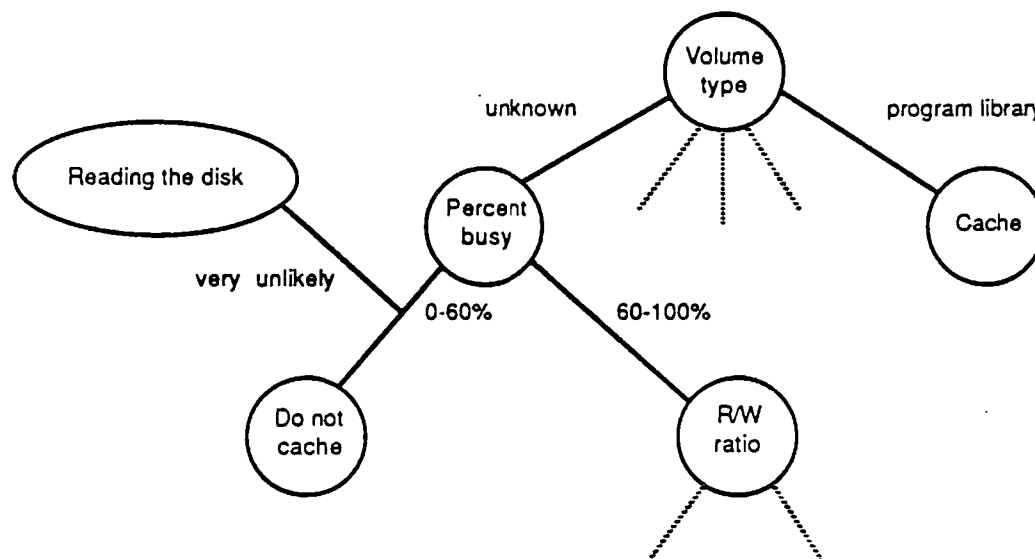 Volume
type
unknown
program library
Reading the disk
Percent
busy
Cache
very unlikely
0-60%
60-100%
Do not
cache
R/W
ratio